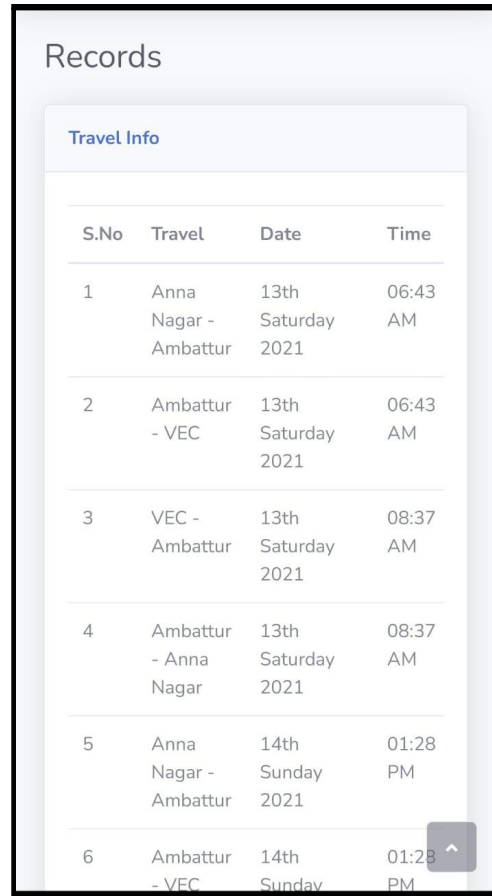 Records
Travel Info
S.No Travel Date Time
1 Anna 13th 06:43
Nagar - Saturday AM
Ambattur 2021
2 Ambattur 13th 06:43
- VEC Saturday AM
2021
3 VEC - 13th 08:37
Ambattur Saturday AM
2021
4 Ambattur 13th 08:37
- Anna Saturday AM
Nagar 2021
5 Anna 14th 01:28
Nagar - Sunday PM
Ambattur 2021
6 Ambattur 14th 01:28
- VEC Sunday PM